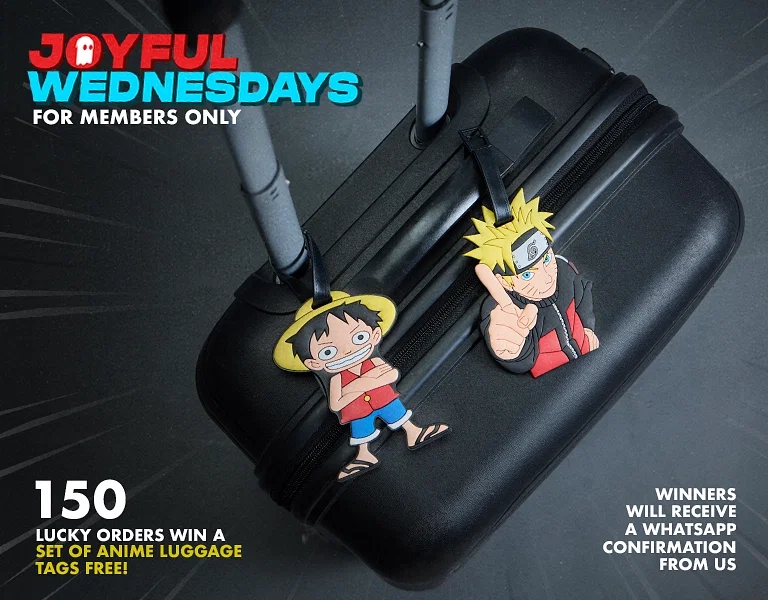 JOYFUL
WEDNESDAYS
FOR MEMBERS ONLY
150
LUCKY ORDERS WIN A
SET OF ANIME LUGGAGE
TAGS FREE!
WINNERS
WILL RECEIVE
A WHATSAPP
CONFIRMATION
FROM US